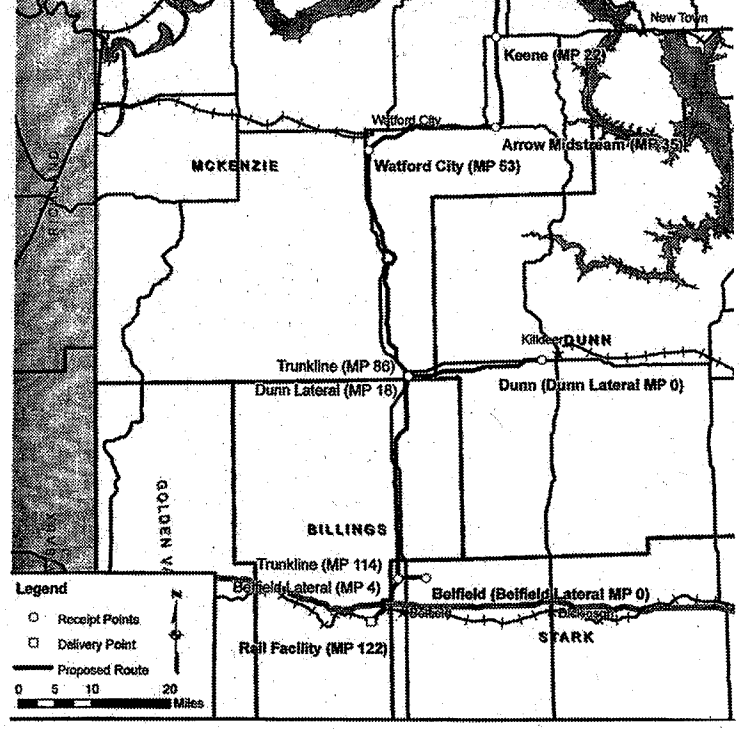 New Town
Keene (MP 22)
Watford City
Arrow Midstream (MP 35)
MCKENZIE
Watford City (MP 53)
RICHLAND
Killdeer
DUNN
Trunkline (MP 86)
Dunn Lateral (MP 18)
Dunn (Dunn Lateral MP 0)
GOLDEN VA
BILLINGS
Trunkline (MP 114)
Belfield Lateral (MP 4)
Belfield (Belfield Lateral MP 0)
Belfield
Dickinson
STARK
Rail Facility (MP 122)
Legend
N
Receipt Points
Delivery Point
Proposed Route
0 5 10 20
Miles